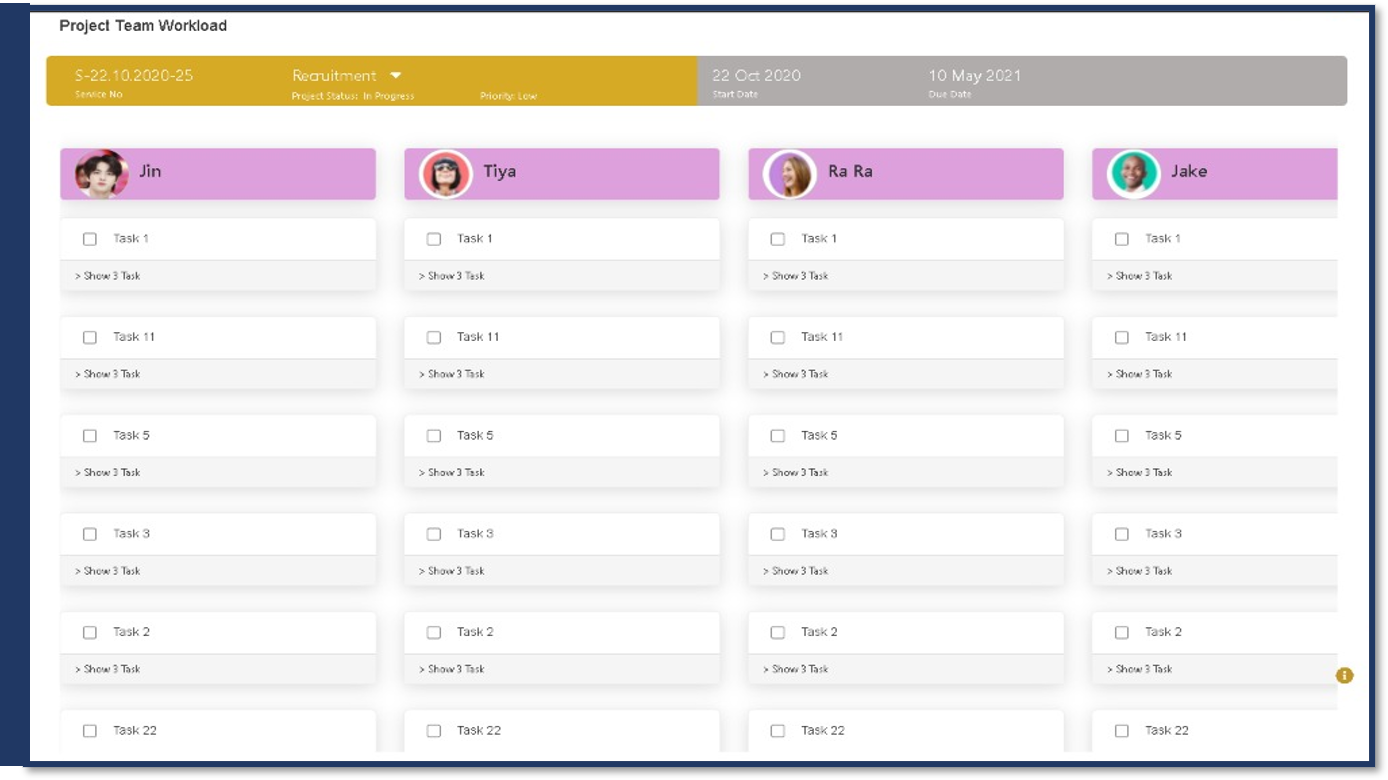 Project Team Workload
S-22.10.2020-25 Recruitment 22 Oct 2020 10 May 2021
Service No Project Status: In Progress Priority: Low Start Date Due Date
Jin Tiya Ra Ra Jake
Task 1 Task 1 Task 1 Task 1
> Show 3 Task > Show 3 Task > Show 3 Task > Show 3 Task
Task 11 Task 11 Task 11 Task 11
> Show 3 Task > Show 3 Task > Show 3 Task > Show 3 Task
Task 5 Task 5 Task 5 Task 5
> Show 3 Task > Show 3 Task > Show 3 Task > Show 3 Task
Task 3 Task 3 Task 3 Task 3
> Show 3 Task > Show 3 Task > Show 3 Task > Show 3 Task
Task 2 Task 2 Task 2 Task 2
> Show 3 Task > Show 3 Task > Show 3 Task > Show 3 Task
Task 22 Task 22 Task 22 Task 22